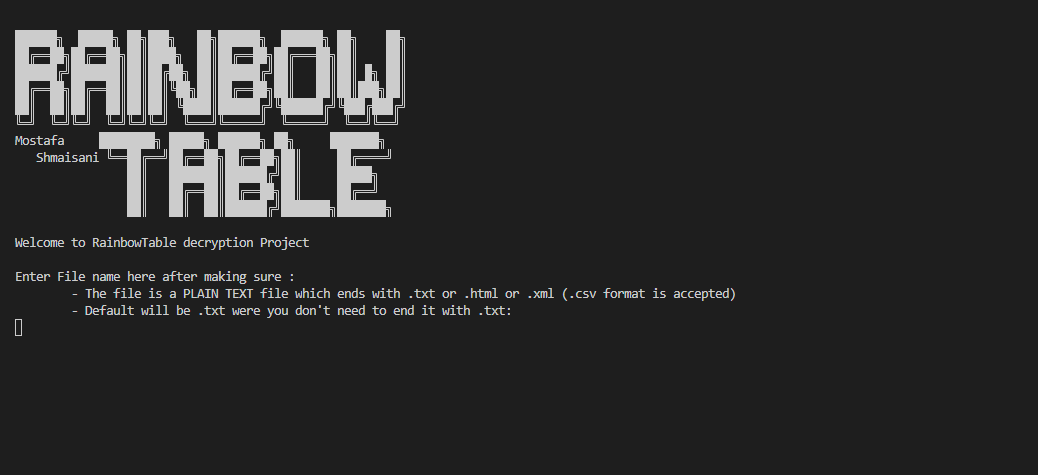 RAINBOW
Mostafa
TABLE
Shmaisani
Welcome to RainbowTable decryption Project
Enter File name here after making sure :
- The file is a PLAIN TEXT file which ends with .txt or .html or .xml (.csv format is accepted)
- Default will be .txt were you don't need to end it with .txt: